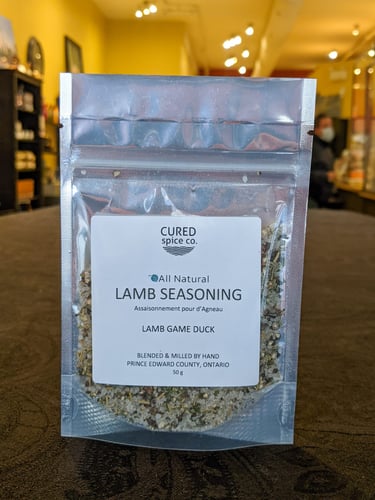 CURED
spice co.
All Natural
LAMB SEASONING
Assaisonnement pour d'Agneau
LAMB GAME DUCK
BLENDED & MILLED BY HAND
PRINCE EDWARD COUNTY, ONTARIO
50 g